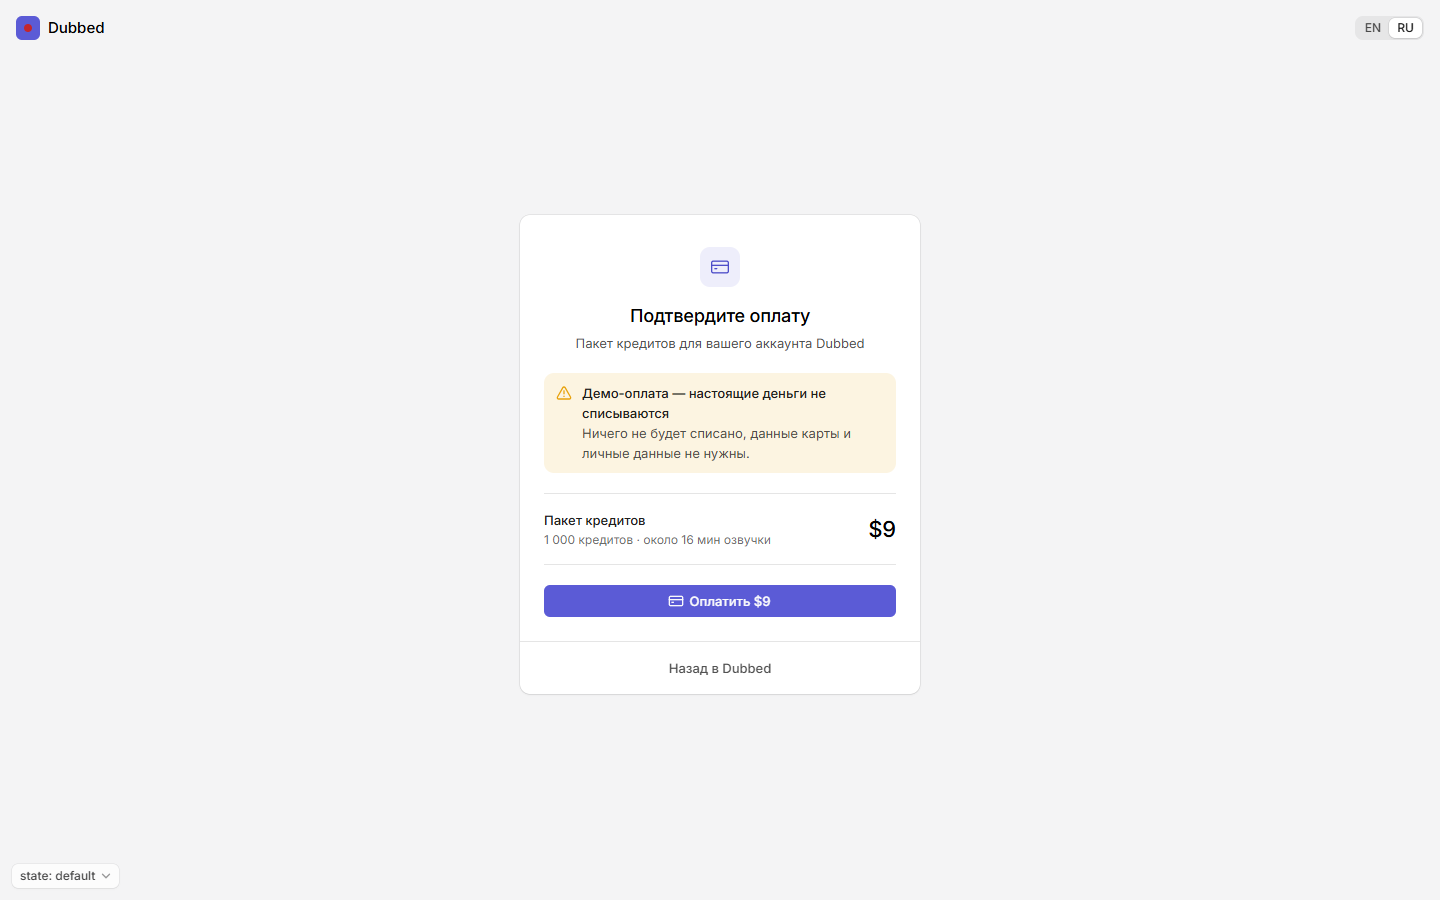 Dubbed
EN RU
Подтвердите оплату
Пакет кредитов для вашего аккаунта Dubbed
Демо-оплата — настоящие деньги не
списываются
Ничего не будет списано, данные карты и
личные данные не нужны.
Пакет кредитов
1 000 кредитов · около 16 мин озвучки
$9
Оплатить $9
Назад в Dubbed
state: default